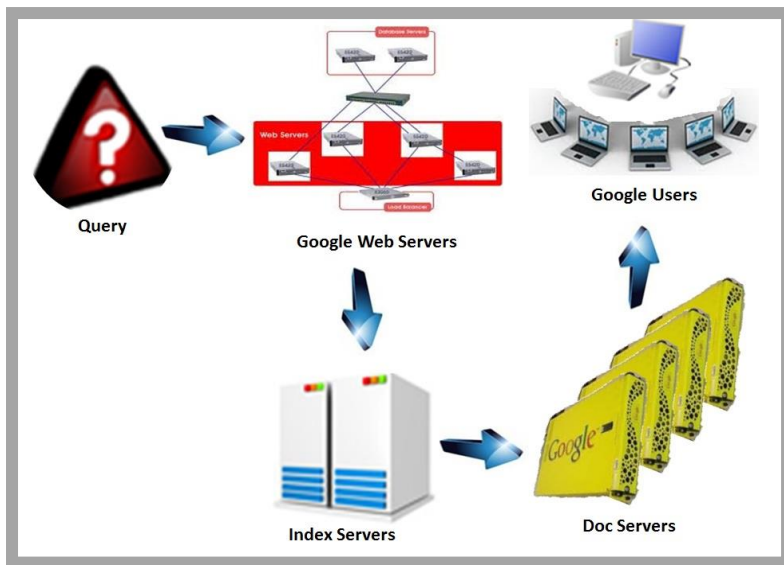 Database Servers
Web Servers
Load Balancer
Query
Google Web Servers
Google Users
Google
Index Servers
Doc Servers